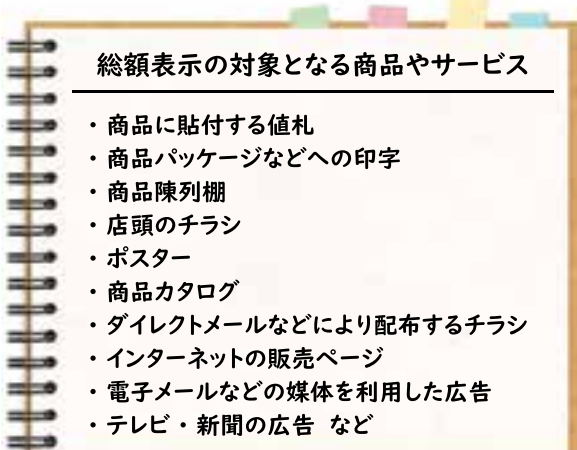 総額表示の対象となる商品やサービス
・商品に貼付する値札
・商品パッケージなどへの印字
・商品陳列棚
・店頭のチラシ
・ポスター
・商品カタログ
・ダイレクトメールなどにより配布するチラシ
・インターネットの販売ページ
・電子メールなどの媒体を利用した広告
・テレビ・新聞の広告 など